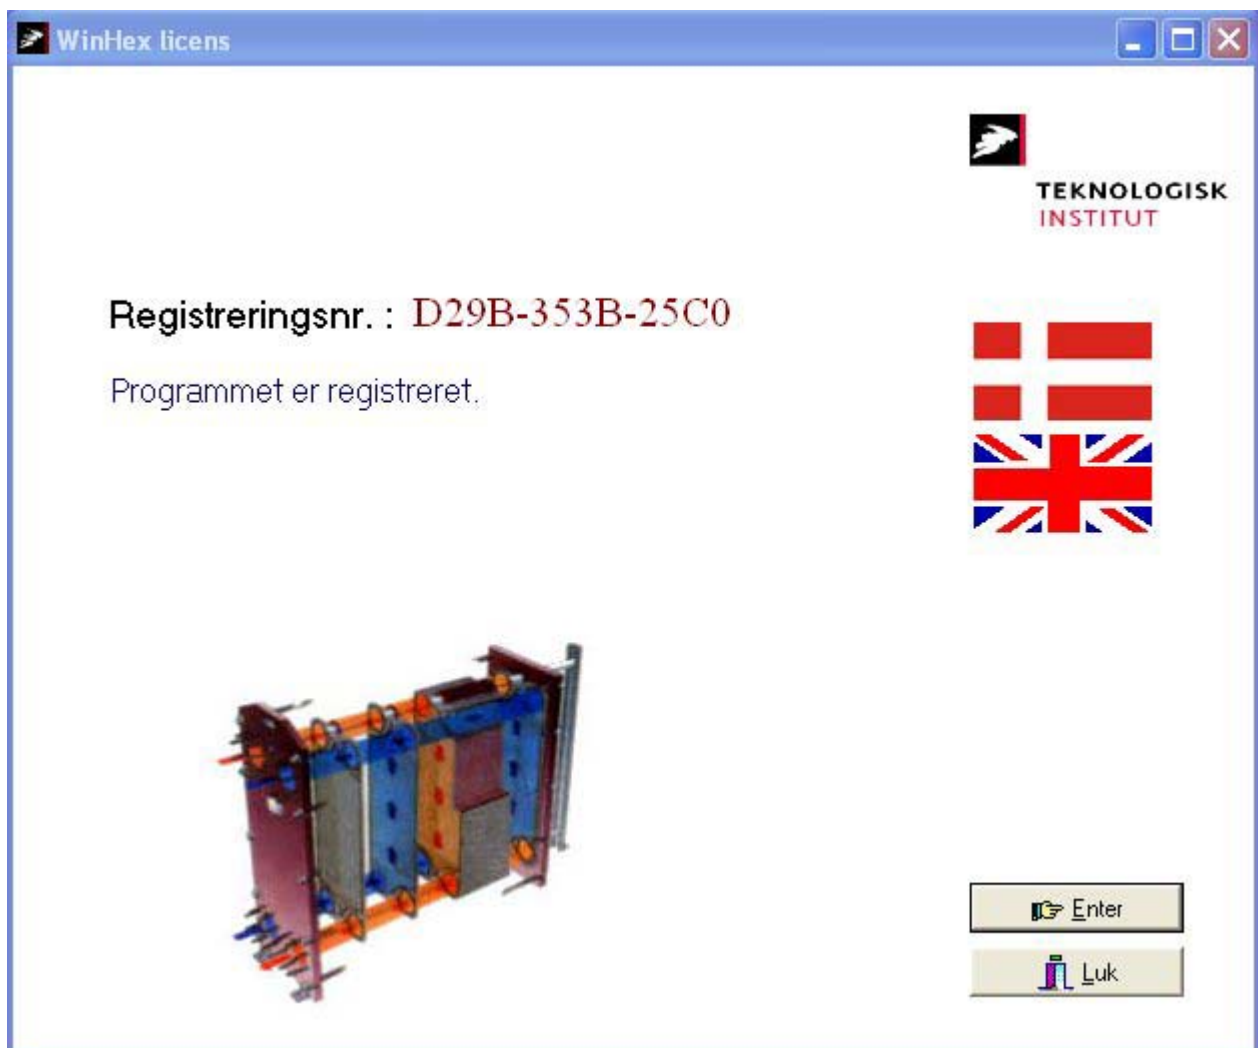 WinHex licens
TEKNOLOGISK
INSTITUT
Registreringsnr. : D29B-353B-25C0
Programmet er registreret.
Enter
Luk